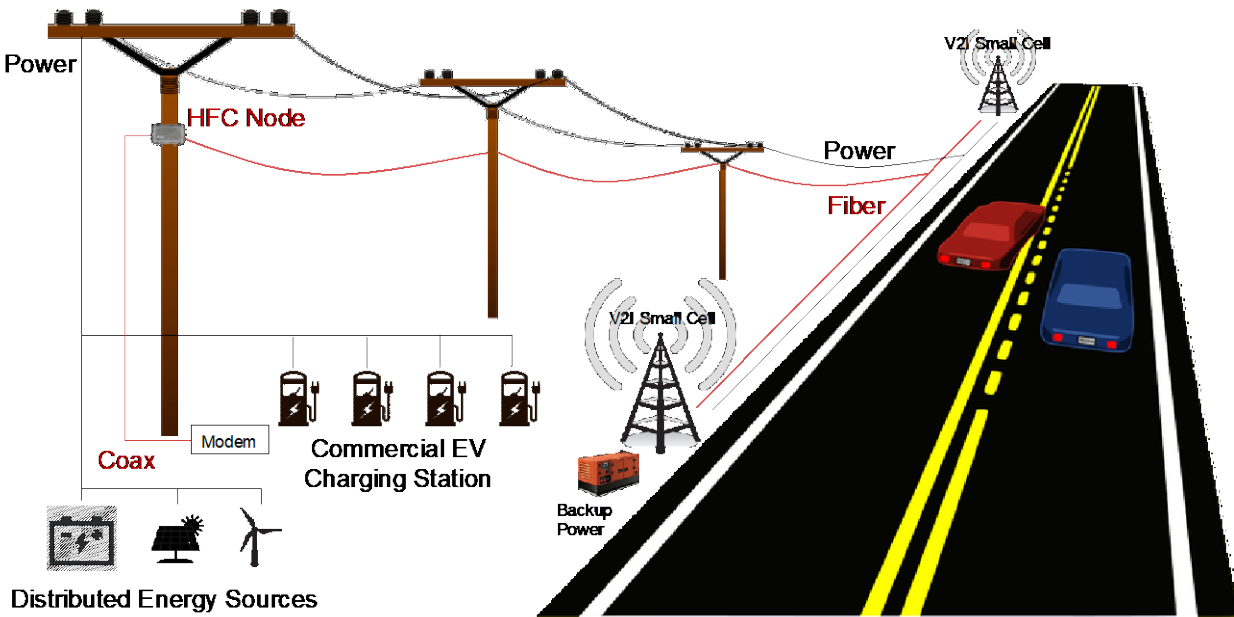 V2I Small Cell
Power
HFC Node
Power
Fiber
V2I Small Cell
Modem
Coax
Commercial EV
Charging Station
Backup
Power
Distributed Energy Sources